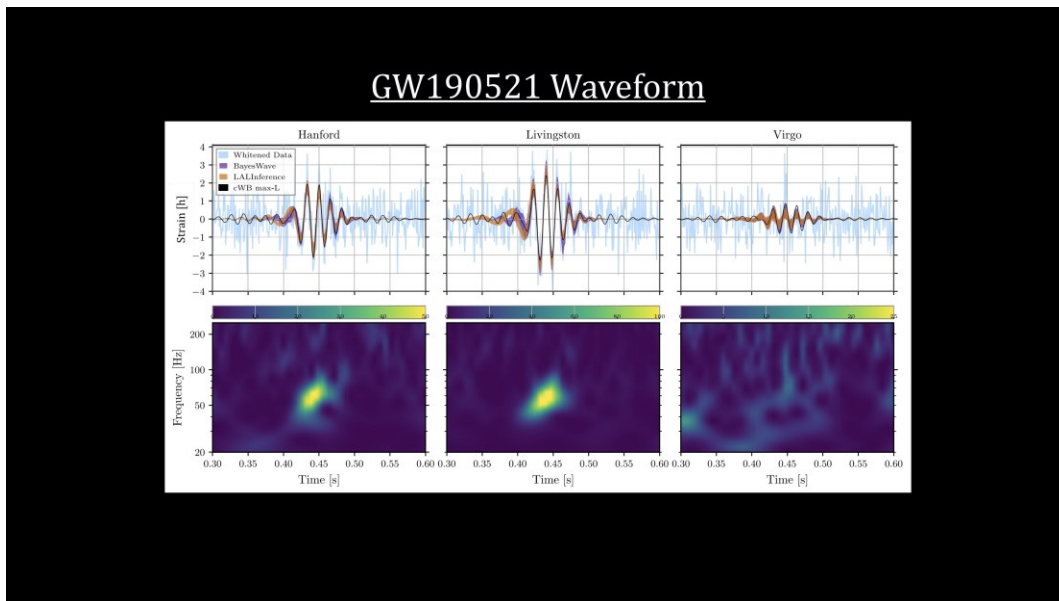 GW190521 Waveform
Hanford
Livingston
Virgo
Whitened Data
BayesWave
LALInference
cWB max-L
Strain [h]
4
3
2
1
0
−1
−2
−3
−4
Frequency [Hz]
200
100
50
20
0.30 0.35 0.40 0.45 0.50 0.55 0.60
0.30 0.35 0.40 0.45 0.50 0.55 0.60
0.30 0.35 0.40 0.45 0.50 0.55 0.60
Time [s]
Time [s]
Time [s]